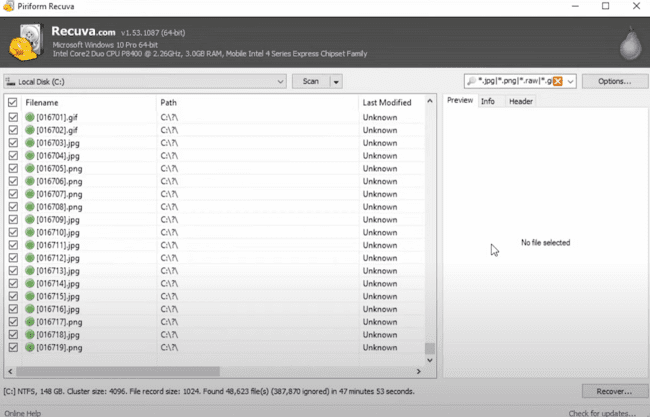 Piriform Recuva
Recuva.com v1.53.1087 (64-bit)
Microsoft Windows 10 Pro 64-bit
Intel Core2 Duo CPU P8400 @ 2.26GHz, 3.0GB RAM, Mobile Intel 4 Series Express Chipset Family
Local Disk (C:) Scan *.jpg|*.png|*.raw|*.gi Options...
Filename Path Last Modified Preview Info Header
[016701].gif C:\?\ Unknown
[016702].gif C:\?\ Unknown
[016703].jpg C:\?\ Unknown
[016704].jpg C:\?\ Unknown
[016705].png C:\?\ Unknown
[016706].png C:\?\ Unknown
[016707].png C:\?\ Unknown
[016708].png C:\?\ Unknown
[016709].jpg C:\?\ Unknown
[016710].jpg C:\?\ Unknown
[016711].jpg C:\?\ Unknown
No file selected
[016712].jpg C:\?\ Unknown
[016713].jpg C:\?\ Unknown
[016714].jpg C:\?\ Unknown
[016715].jpg C:\?\ Unknown
[016716].jpg C:\?\ Unknown
[016717].png C:\?\ Unknown
[016718].jpg C:\?\ Unknown
[016719].png C:\?\ Unknown
[C:] NTFS, 148 GB. Cluster size: 4096. File record size: 1024. Found 48,623 file(s) (387,870 ignored) in 47 minutes 53 seconds. Recover...
Online Help Check for updates...